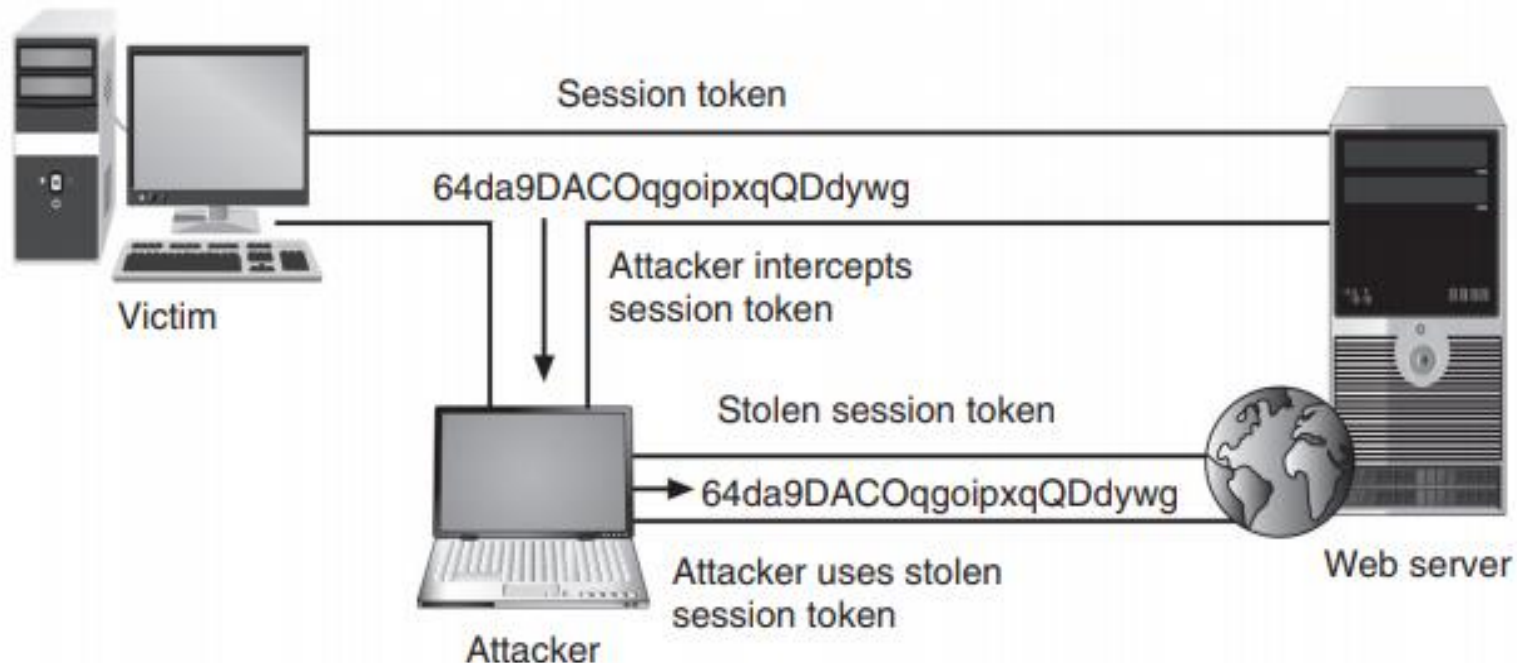 Session token
64da9DACOqgoipxqQDdywg
Attacker intercepts
session token
Victim
Stolen session token
64da9DACOqgoipxqQDdywg
Attacker uses stolen
session token
Web server
Attacker